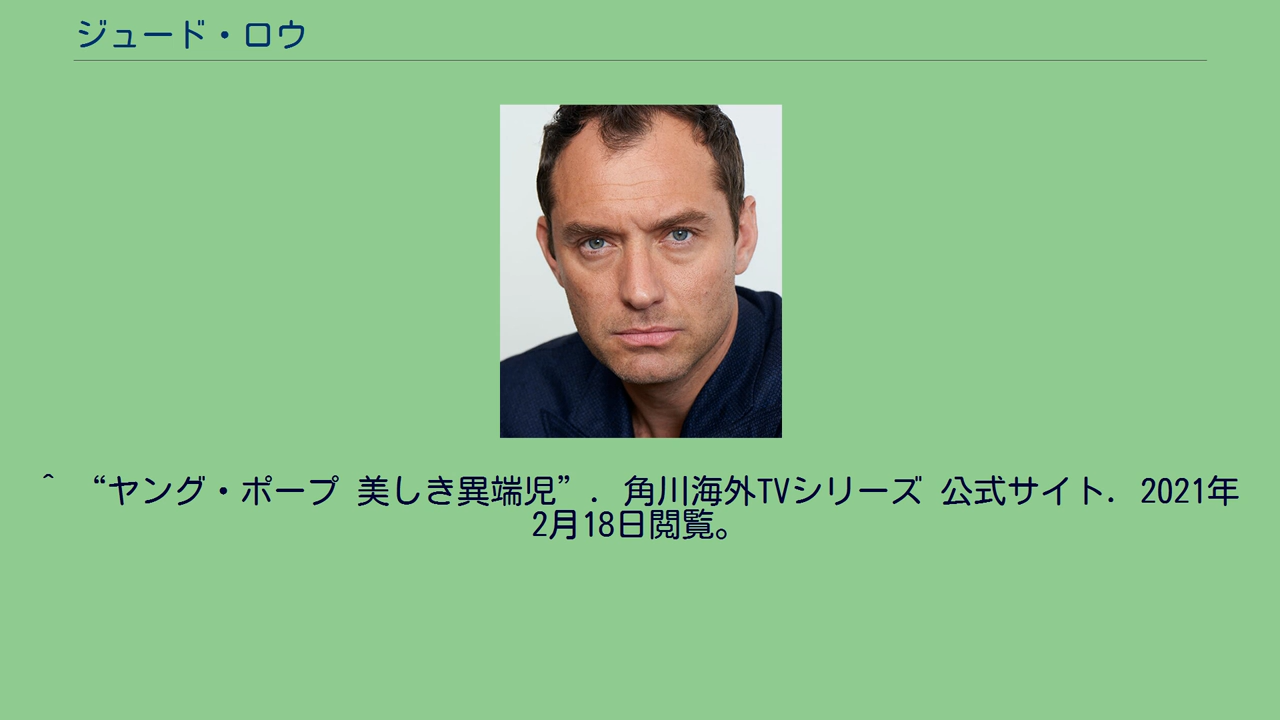 ジュード・ロウ
^ “ヤング・ポープ 美しき異端児”. 角川海外TVシリーズ 公式サイト. 2021年
2月18日閲覧。